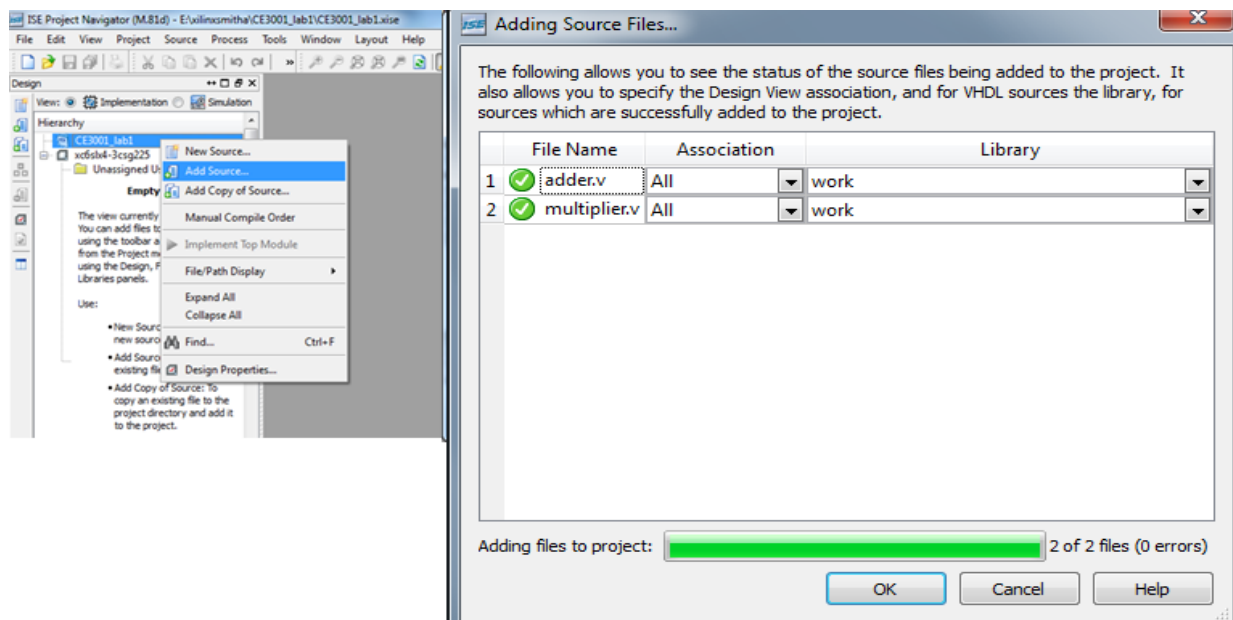 ISE Project Navigator (M.81d) - E:\xilinxsmitha\CE3001_lab1\CE3001_lab1.xise
File Edit View Project Source Process Tools Window Layout Help
»
Design
View: Implementation Simulation
Hierarchy
CE3001_lab1
xc6slx4-3csg225
Unassigned U
Empty
The view currently
You can add files to
using the toolbar a
from the Project m
using the Design, F
Libraries panels.
Use:
•New Sourc
new sourc
•Add Sourc
existing file
•Add Copy of Source: To
copy an existing file to the
project directory and add it
to the project.
New Source...
Add Source...
Add Copy of Source...
Manual Compile Order
Implement Top Module
File/Path Display
Expand All
Collapse All
Find... Ctrl+F
Design Properties...
ISE Adding Source Files...
The following allows you to see the status of the source files being added to the project. It
also allows you to specify the Design View association, and for VHDL sources the library, for
sources which are successfully added to the project.
File Name Association Library
1 adder.v All work
2 multiplier.v All work
Adding files to project: 2 of 2 files (0 errors)
OK Cancel Help